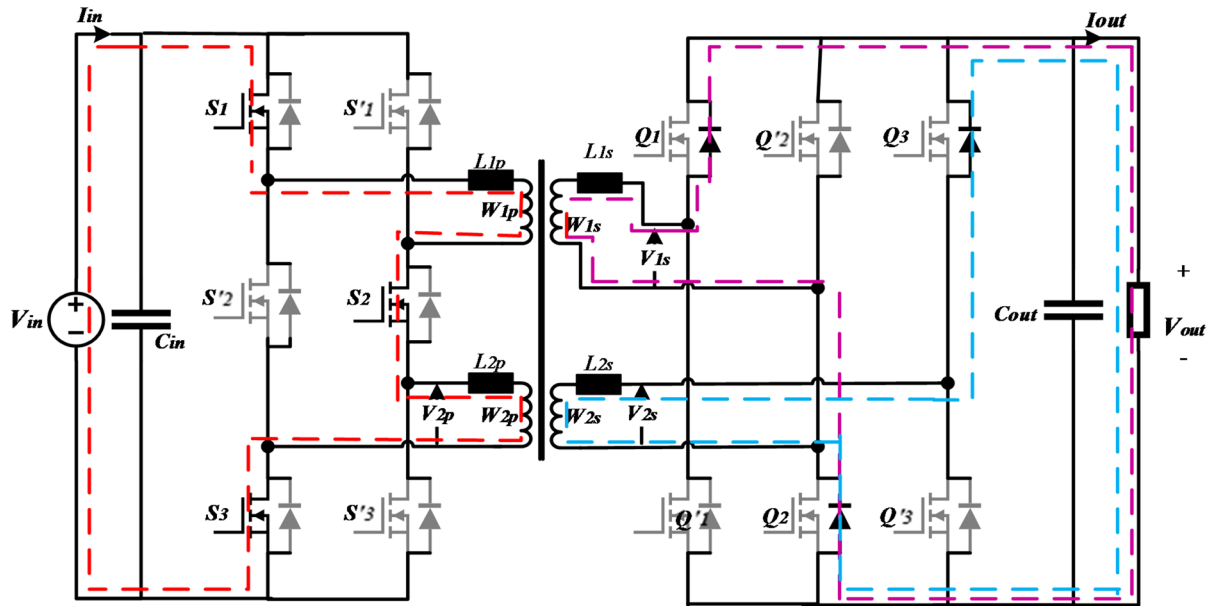 Iin
Iout
S1
S'1
Q1
Q'2
Q3
L1p
L1s
W1p
W1s
V1s
S'2
S2
+
−
Vin
Cin
Cout
+
Vout
-
L2p
L2s
V2p
W2p
W2s
V2s
S3
S'3
Q'1
Q2
Q'3